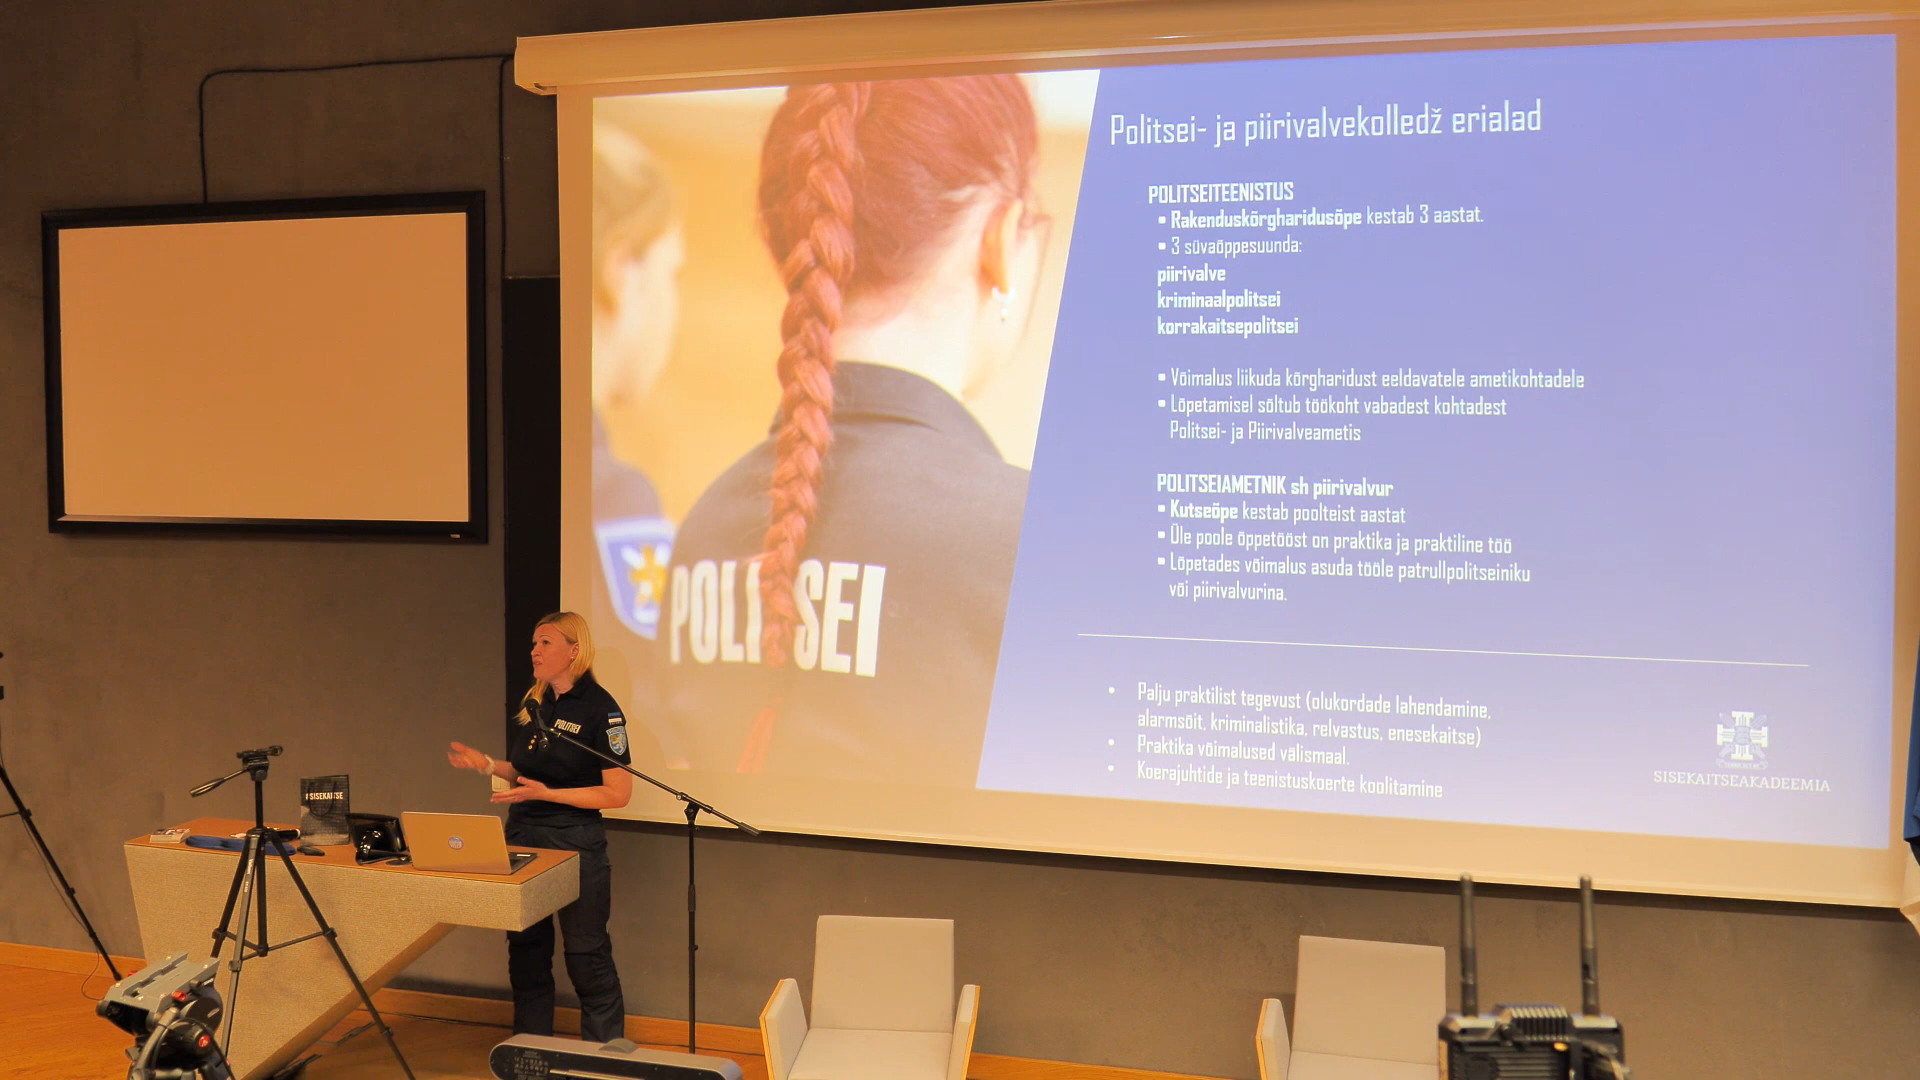 Politsei- ja piirivalvekolledž erialad
POLITSEITEENISTUS
▪ Rakenduskõrgharidusõpe kestab 3 aastat.
▪ 3 süvaõppesuunda:
piirivalve
kriminaalpolitsei
korrakaitsepolitsei
▪ Võimalus liikuda kõrgharidust eeldavatele ametikohtadele
▪ Lõpetamisel sõltub töökoht vabadest kohtadest
Politsei- ja Piirivalveametis
POLITSEIAMETNIK sh piirivalvur
▪ Kutseõpe kestab poolteist aastat
▪ Üle poole õppetööst on praktika ja praktiline töö
▪ Lõpetades võimalus asuda tööle patrullpolitseiniku
või piirivalvurina.
• Palju praktilist tegevust (olukordade lahendamine,
alarmsõit, kriminalistika, relvastus, enesekaitse)
• Praktika võimalused välismaal.
• Koerajuhtide ja teenistuskoerte koolitamine
SISEKAITSEAKADEEMIA
POLITSEI
POLITSEI
#SISEKAITSE